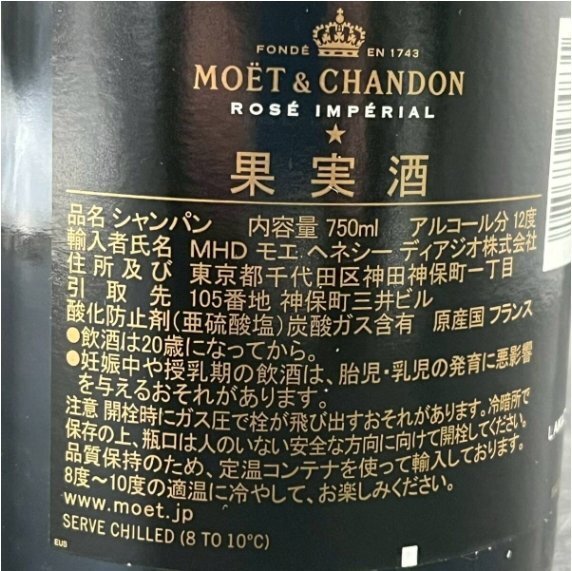 FONDÉ EN 1743
MOËT & CHANDON
ROSÉ IMPÉRIAL
果実酒
品名 シャンパン 内容量 750ml アルコール分 12度
輸入者氏名 MHD モエ ヘネシー ディアジオ株式会社
住所及び 東京都千代田区神田神保町一丁目
引取先 105番地 神保町三井ビル
酸化防止剤(亜硫酸塩)炭酸ガス含有 原産国 フランス
●飲酒は20歳になってから。
●妊娠中や授乳期の飲酒は、胎児・乳児の発育に悪影響
を与えるおそれがあります。
注意 開栓時にガス圧で栓が飛び出すおそれがあります。冷暗所で
保存の上、瓶口は人のいない安全な方向に向けて開栓してください。
品質保持のため、定温コンテナを使って輸入しております。
8度〜10度の適温に冷やして、お楽しみください。
www.moet.jp
SERVE CHILLED (8 TO 10°C)
EUB